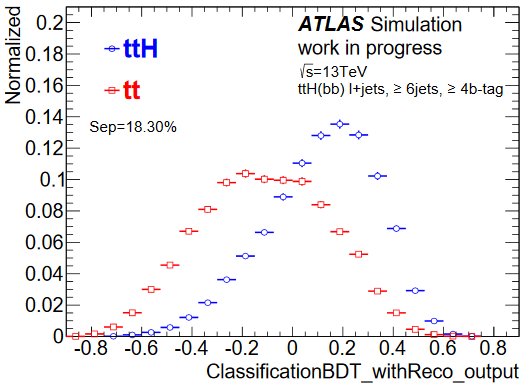 Normalized
0.2
0.18
0.16
0.14
0.12
0.1
0.08
0.06
0.04
0.02
0
ATLAS Simulation
work in progress
√s=13TeV
ttH(bb) l+jets, ≥ 6jets, ≥ 4b-tag
ttH
tt
Sep=18.30%
-0.8 -0.6 -0.4 -0.2 0 0.2 0.4 0.6 0.8
ClassificationBDT_withReco_output